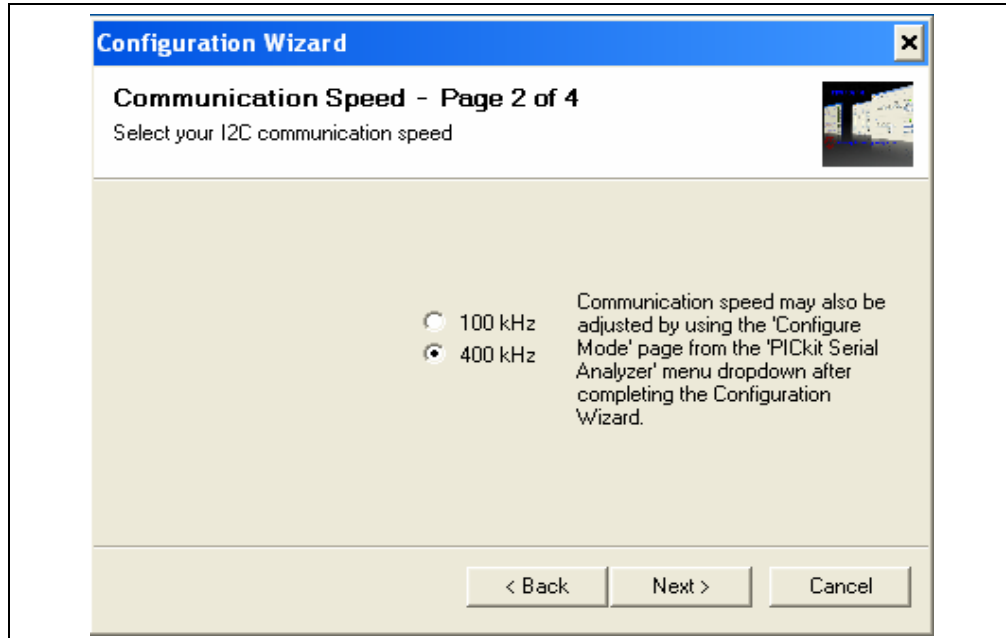 Configuration Wizard
Communication Speed - Page 2 of 4
Select your I2C communication speed
100 kHz
400 kHz
Communication speed may also be
adjusted by using the 'Configure
Mode' page from the 'PICkit Serial
Analyzer' menu dropdown after
completing the Configuration
Wizard.
< Back
Next >
Cancel